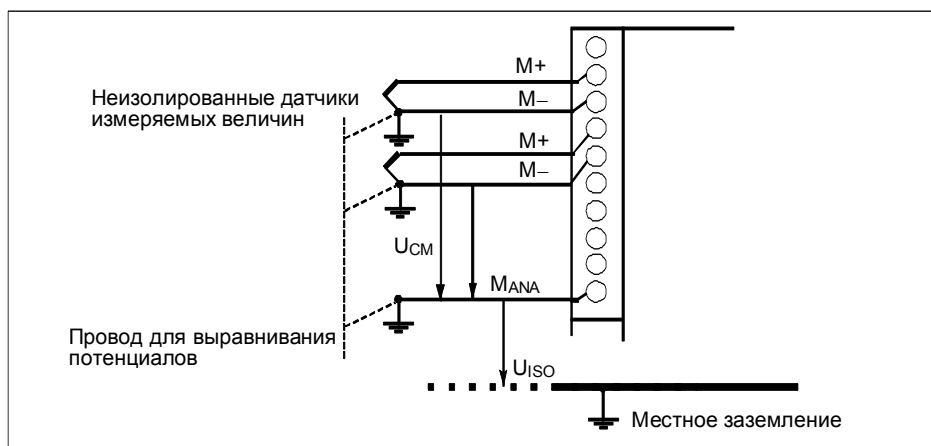 M+
Неизолированные датчики
измеряемых величин
M–
M+
M–
UCM
MANA
Провод для выравнивания
потенциалов
UISO
Местное заземление